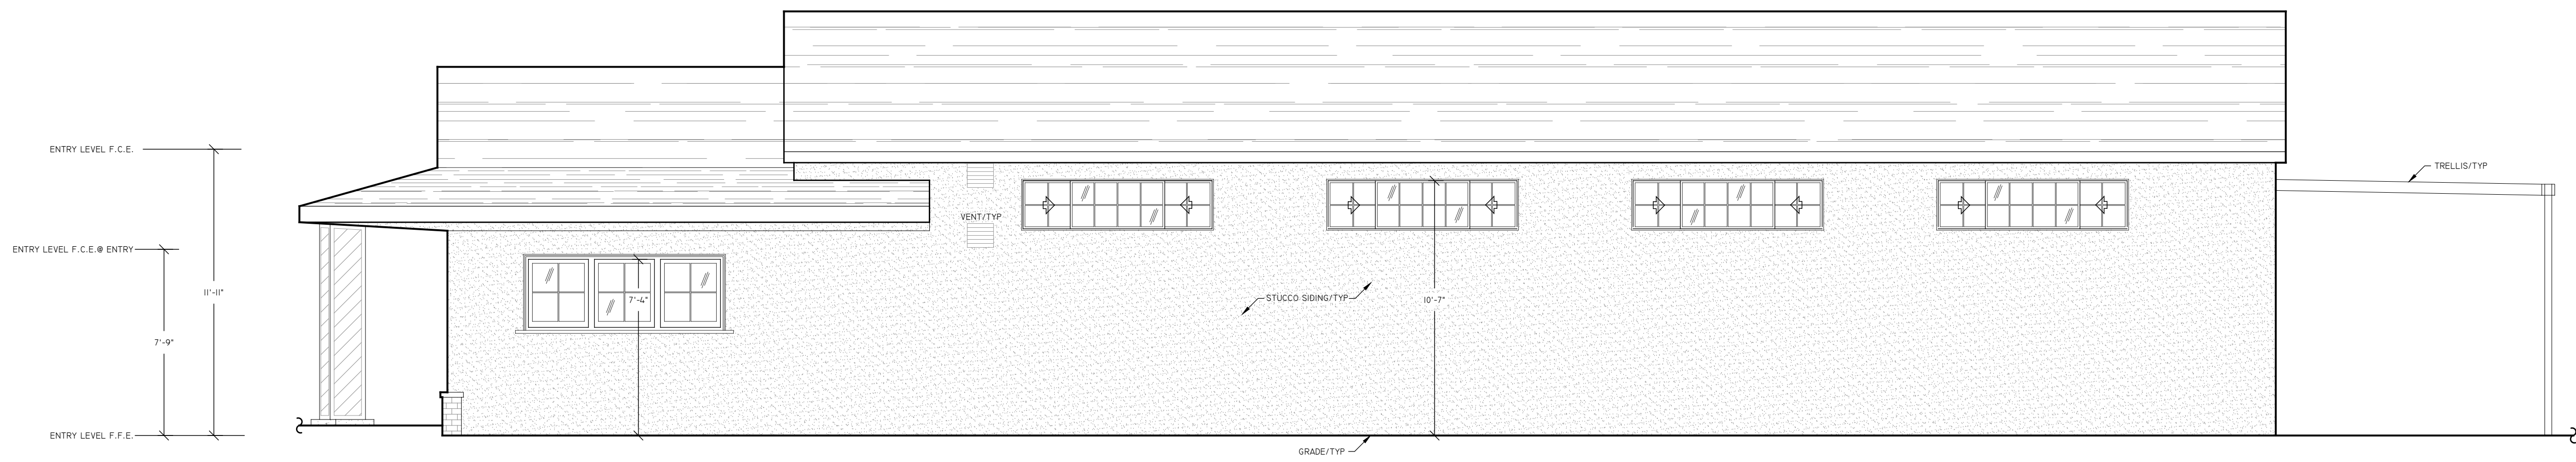 ENTRY LEVEL F.C.E.
TRELLIS/TYP
VENT/TYP
ENTRY LEVEL F.C.E.@ ENTRY
11'-11"
7'-4"
STUCCO SIDING/TYP
10'-7"
7'-9"
ENTRY LEVEL F.F.E.
GRADE/TYP